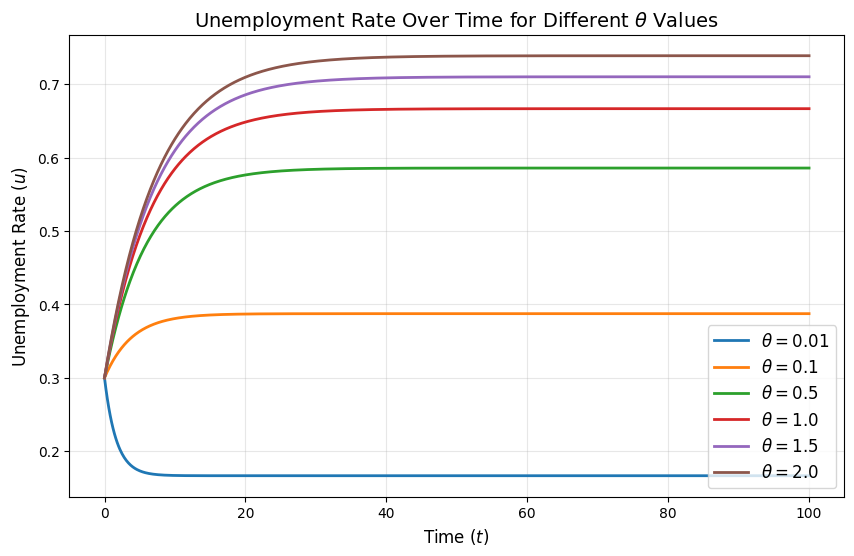 Unemployment Rate Over Time for Different θ Values
Unemployment Rate (u)
0.7
0.6
0.5
0.4
0.3
0.2
0
20
40
60
80
100
Time (t)
θ = 0.01
θ = 0.1
θ = 0.5
θ = 1.0
θ = 1.5
θ = 2.0